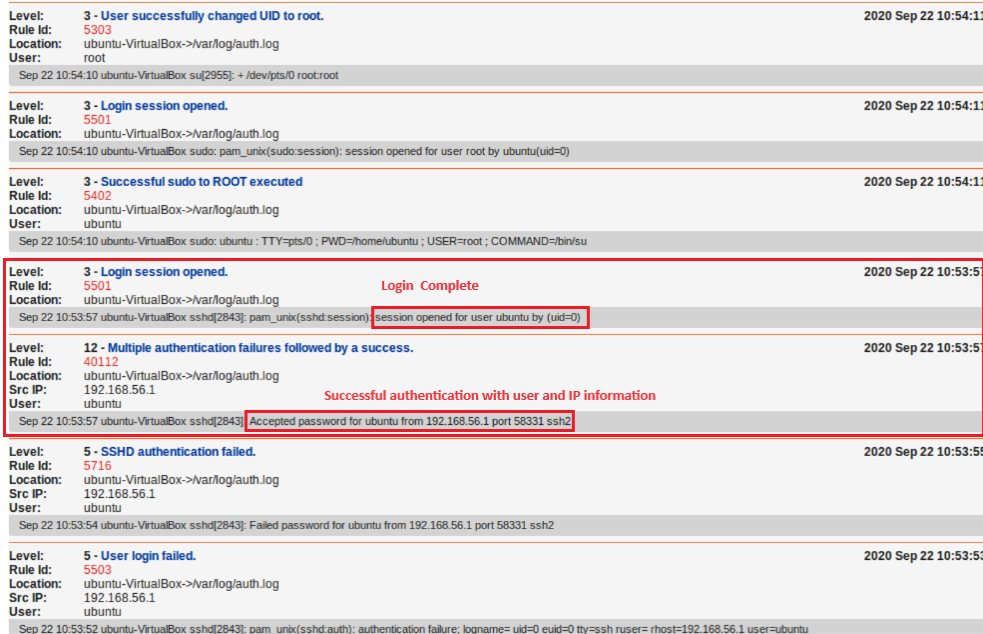 Level: 3 - User successfully changed UID to root. 2020 Sep 22 10:54:11
Rule Id: 5303
Location: ubuntu-VirtualBox->/var/log/auth.log
User: root
Sep 22 10:54:10 ubuntu-VirtualBox su[2955]: + /dev/pts/0 root:root
Level: 3 - Login session opened. 2020 Sep 22 10:54:11
Rule Id: 5501
Location: ubuntu-VirtualBox->/var/log/auth.log
Sep 22 10:54:10 ubuntu-VirtualBox sudo: pam_unix(sudo:session): session opened for user root by ubuntu(uid=0)
Level: 3 - Successful sudo to ROOT executed 2020 Sep 22 10:54:11
Rule Id: 5402
Location: ubuntu-VirtualBox->/var/log/auth.log
User: ubuntu
Sep 22 10:54:10 ubuntu-VirtualBox sudo: ubuntu : TTY=pts/0 ; PWD=/home/ubuntu ; USER=root ; COMMAND=/bin/su
Level: 3 - Login session opened. 2020 Sep 22 10:53:57
Rule Id: 5501 Login Complete
Location: ubuntu-VirtualBox->/var/log/auth.log
Sep 22 10:53:57 ubuntu-VirtualBox sshd[2843]: pam_unix(sshd:session): session opened for user ubuntu by (uid=0)
Level: 12 - Multiple authentication failures followed by a success. 2020 Sep 22 10:53:57
Rule Id: 40112
Location: ubuntu-VirtualBox->/var/log/auth.log
Src IP: 192.168.56.1
User: ubuntu Successful authentication with user and IP information
Sep 22 10:53:57 ubuntu-VirtualBox sshd[2843]: Accepted password for ubuntu from 192.168.56.1 port 58331 ssh2
Level: 5 - SSHD authentication failed. 2020 Sep 22 10:53:55
Rule Id: 5716
Location: ubuntu-VirtualBox->/var/log/auth.log
Src IP: 192.168.56.1
User: ubuntu
Sep 22 10:53:54 ubuntu-VirtualBox sshd[2843]: Failed password for ubuntu from 192.168.56.1 port 58331 ssh2
Level: 5 - User login failed. 2020 Sep 22 10:53:53
Rule Id: 5503
Location: ubuntu-VirtualBox->/var/log/auth.log
Src IP: 192.168.56.1
User: ubuntu
Sep 22 10:53:52 ubuntu-VirtualBox sshd[2843]: pam_unix(sshd:auth): authentication failure; logname= uid=0 euid=0 tty=ssh ruser= rhost=192.168.56.1 user=ubuntu